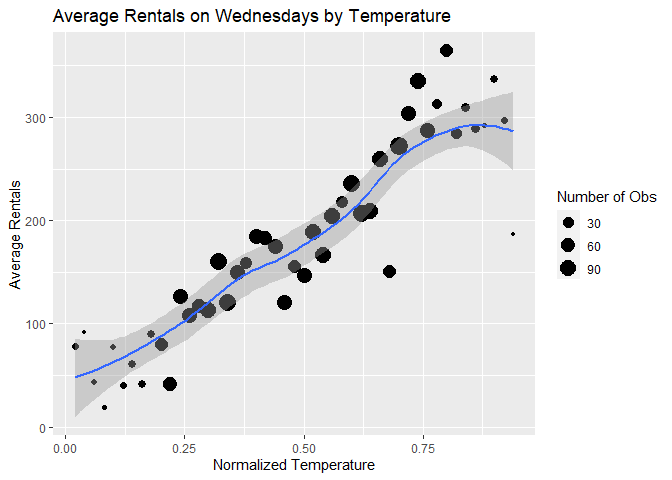 Average Rentals on Wednesdays by Temperature
Average Rentals
300
200
100
0
0.00 0.25 0.50 0.75
Normalized Temperature
Number of Obs
30
60
90